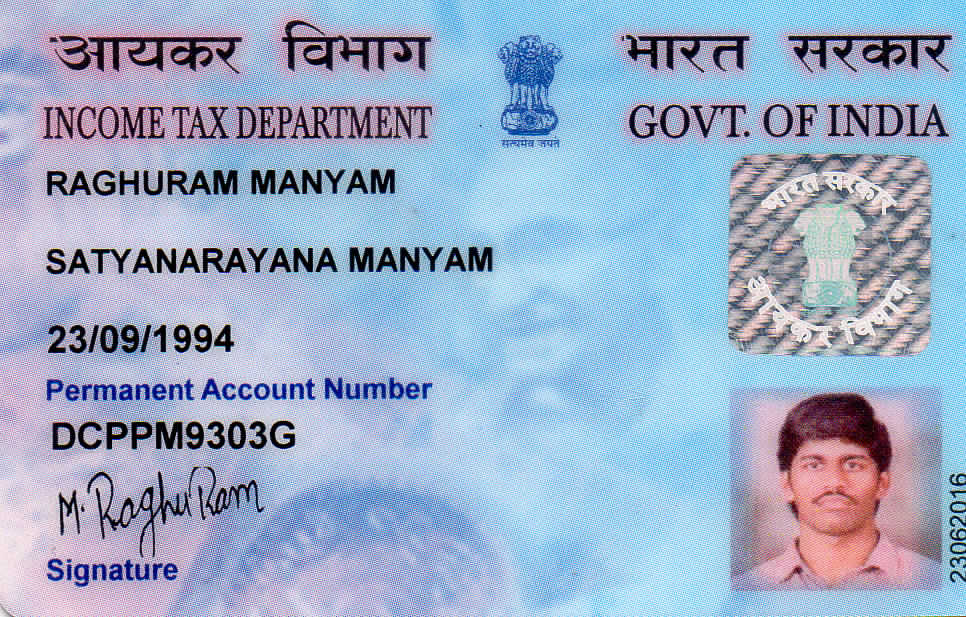 आयकर विभाग
भारत सरकार
INCOME TAX DEPARTMENT
GOVT. OF INDIA
सत्यमेव जयते
RAGHURAM MANYAM
भारत सरकार
SATYANARAYANA MANYAM
आयकर विभाग
23/09/1994
Permanent Account Number
DCPPM9303G
M. RaghuRam
Signature
23062016